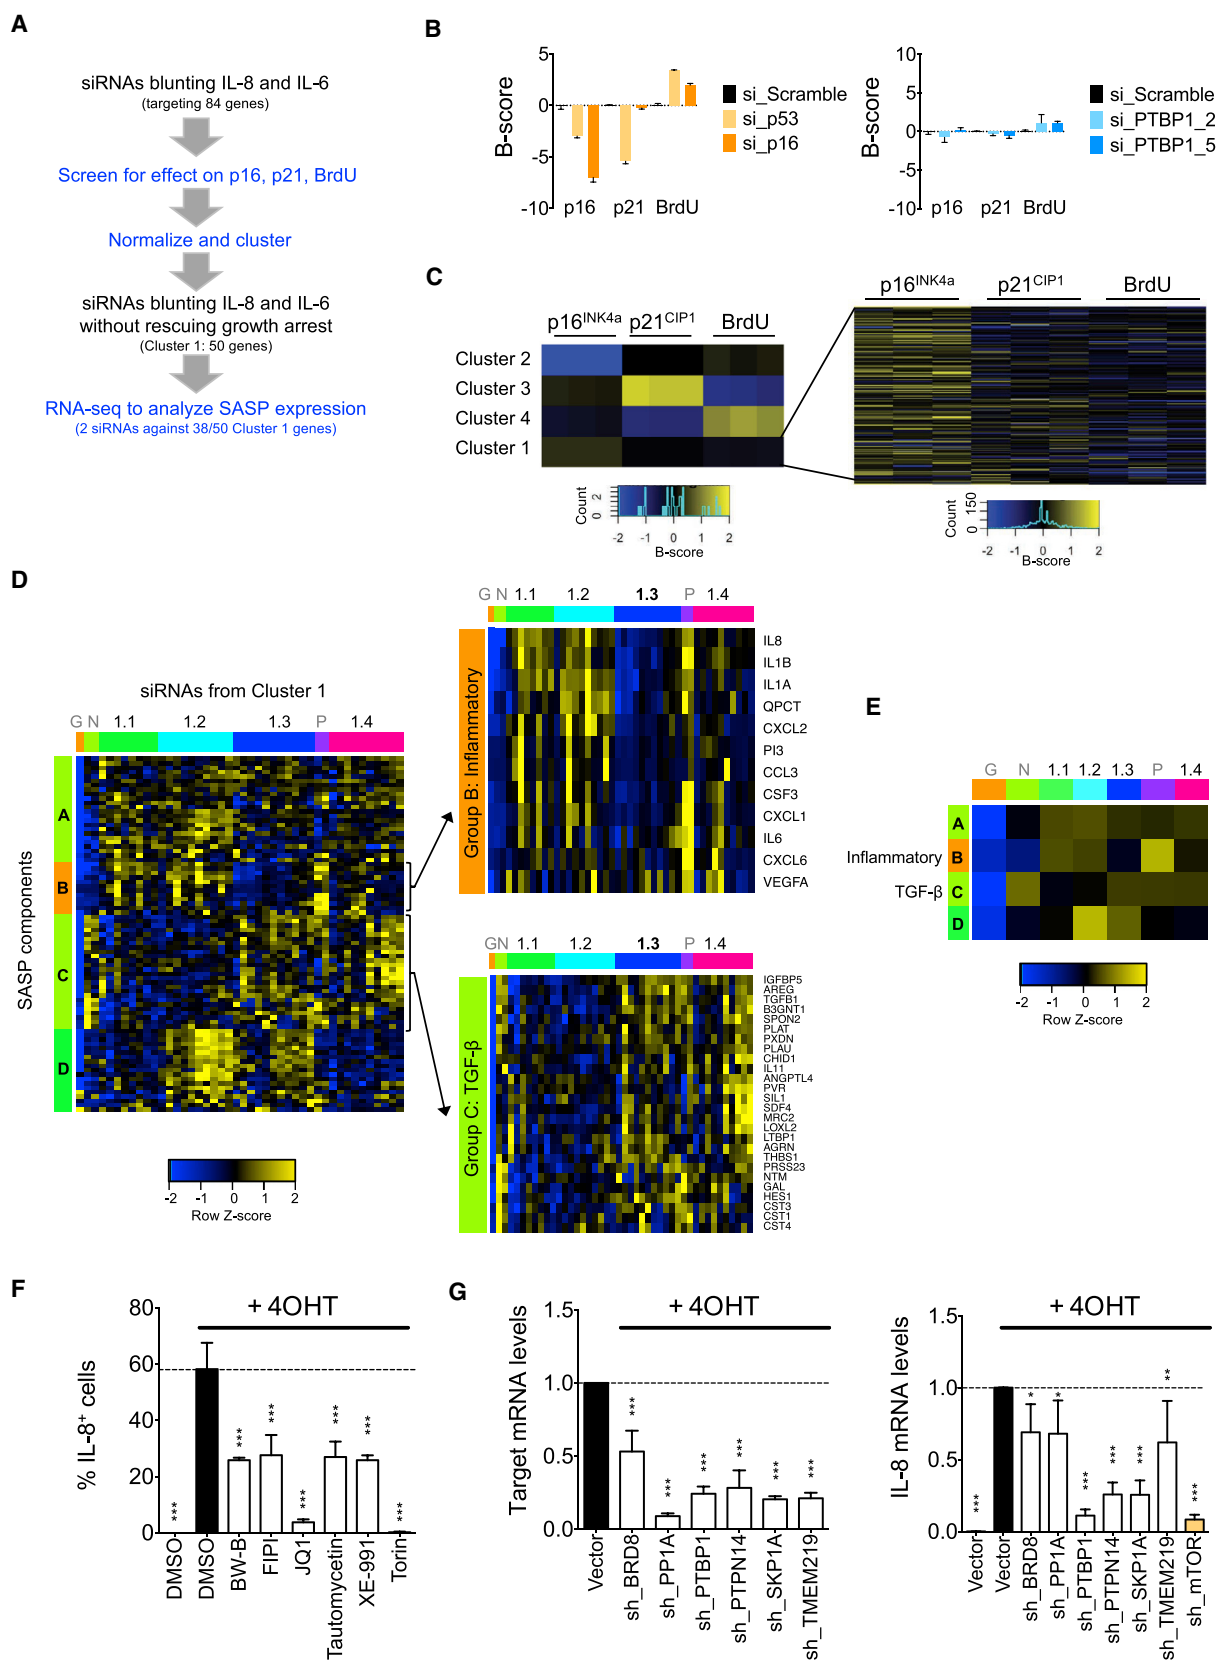 A
siRNAs blunting IL-8 and IL-6
(targeting 84 genes)
Screen for effect on p16, p21, BrdU
Normalize and cluster
siRNAs blunting IL-8 and IL-6
without rescuing growth arrest
(Cluster 1: 50 genes)
RNA-seq to analyze SASP expression
(2 siRNAs against 38/50 Cluster 1 genes)
B
B-score
5
0
-5
-10
p16 p21 BrdU
si_Scramble
si_p53
si_p16
B-score
10
5
0
-5
-10
p16 p21 BrdU
si_Scramble
si_PTBP1_2
si_PTBP1_5
C
p16INK4a p21CIP1 BrdU
Cluster 2
Cluster 3
Cluster 4
Cluster 1
Count
0 2
-2 -1 0 1 2
B-score
p16INK4a p21CIP1 BrdU
Count
0 50 150
-2 -1 0 1 2
B-score
D
siRNAs from Cluster 1
G N 1.1 1.2 1.3 P 1.4
SASP components
A
B
C
D
-2 -1 0 1 2
Row Z-score
G N 1.1 1.2 1.3 P 1.4
Group B: Inflammatory
IL8
IL1B
IL1A
QPCT
CXCL2
PI3
CCL3
CSF3
CXCL1
IL6
CXCL6
VEGFA
G N 1.1 1.2 1.3 P 1.4
Group C: TGF-β
IGFBP5
AREG
TGFB1
B3GNT1
SPON2
PLAT
PXDN
PLAU
CHID1
IL11
ANGPTL4
PVR
SIL1
SDF4
MRC2
LOXL2
LTBP1
AGRN
THBS1
PRSS23
NTM
GAL
HES1
CST3
CST1
CST4
E
G N 1.1 1.2 1.3 P 1.4
A
Inflammatory B
TGF-β C
D
-2 -1 0 1 2
Row Z-score
F
+ 4OHT
% IL-8+ cells
80
60
40
20
0
*** *** *** *** *** *** ***
DMSO
DMSO
BW-B
FIPI
JQ1
Tautomycetin
XE-991
Torin
G
+ 4OHT
Target mRNA levels
1.5
1.0
0.5
0.0
*** *** *** *** *** ***
Vector
sh_BRD8
sh_PP1A
sh_PTBP1
sh_PTPN14
sh_SKP1A
sh_TMEM219
+ 4OHT
IL-8 mRNA levels
1.5
1.0
0.5
0.0
*** * * *** *** *** ** ***
Vector
Vector
sh_BRD8
sh_PP1A
sh_PTBP1
sh_PTPN14
sh_SKP1A
sh_TMEM219
sh_mTOR